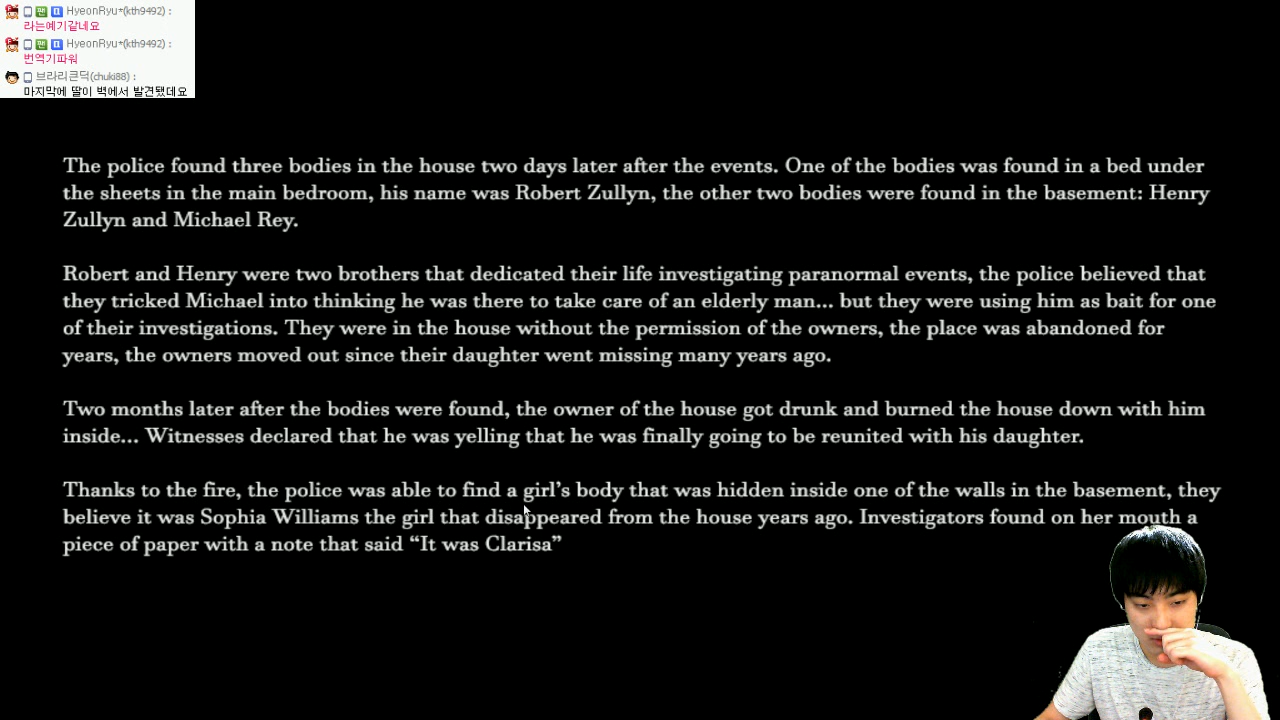 팬 HyeonRyu*(kth9492) :
라는예기같네요
팬 HyeonRyu*(kth9492) :
번역기파워
브라리큰덕(chuki88) :
마지막에 딸이 벽에서 발견됐데요
The police found three bodies in the house two days later after the events. One of the bodies was found in a bed under
the sheets in the main bedroom, his name was Robert Zullyn, the other two bodies were found in the basement: Henry
Zullyn and Michael Rey.
Robert and Henry were two brothers that dedicated their life investigating paranormal events, the police believed that
they tricked Michael into thinking he was there to take care of an elderly man... but they were using him as bait for one
of their investigations. They were in the house without the permission of the owners, the place was abandoned for
years, the owners moved out since their daughter went missing many years ago.
Two months later after the bodies were found, the owner of the house got drunk and burned the house down with him
inside... Witnesses declared that he was yelling that he was finally going to be reunited with his daughter.
Thanks to the fire, the police was able to find a girl's body that was hidden inside one of the walls in the basement, they
believe it was Sophia Williams the girl that disappeared from the house years ago. Investigators found on her mouth a
piece of paper with a note that said “It was Clarisa”